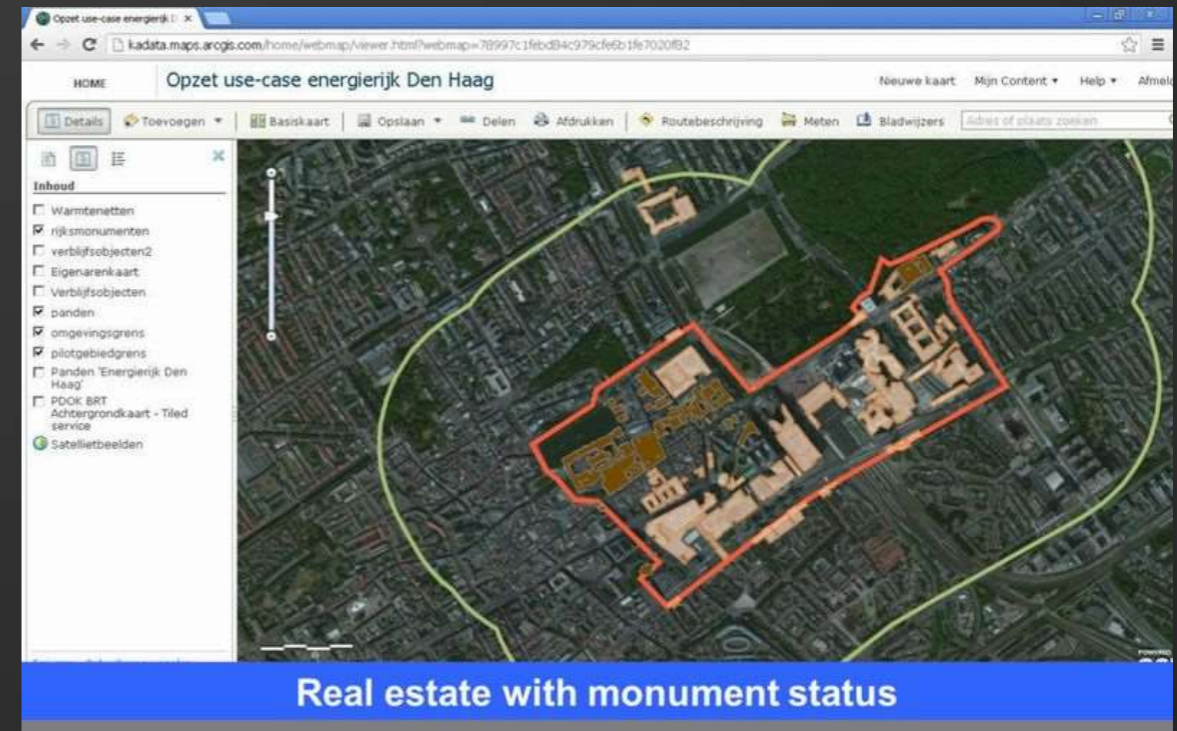 Opzet use-case energierijk D
kadata.maps.arcgis.com/home/webmap/viewer.html?webmap=78997c1febd84c979cfe6b1fe7020f82
HOME Opzet use-case energierijk Den Haag Nieuwe kaart Mijn Content Help Afmeld
Details Toevoegen Basiskaart Opslaan Delen Afdrukken Routebeschrijving Meten Bladwijzers Adres of plaats zoeken
Inhoud
Warmtenetten
rijksmonumenten
verblijfsobjecten2
Eigenarenkaart
Verblijfsobjecten
panden
omgevingsgrens
pilotgebiedgrens
Panden 'Energierijk Den
Haag'
PDOK BRT
Achtergrondkaart - Tiled
service
Satellietbeelden
POWERED
Real estate with monument status